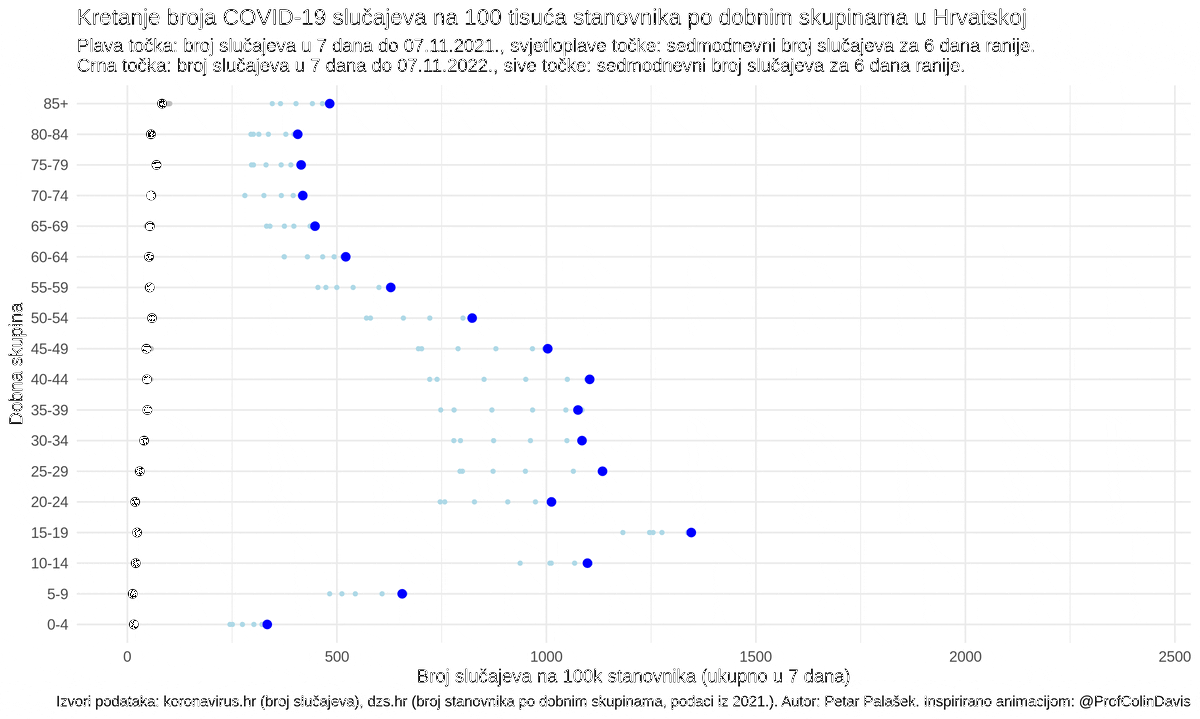 Kretanje broja COVID-19 slučajeva na 100 tisuća stanovnika po dobnim skupinama u Hrvatskoj
Plava točka: broj slučajeva u 7 dana do 07.11.2021., svjetloplave točke: sedmodnevni broj slučajeva za 6 dana ranije.
Crna točka: broj slučajeva u 7 dana do 07.11.2022., sive točke: sedmodnevni broj slučajeva za 6 dana ranije.
Dobna skupina
85+
80-84
75-79
70-74
65-69
60-64
55-59
50-54
45-49
40-44
35-39
30-34
25-29
20-24
15-19
10-14
5-9
0-4
0 500 1000 1500 2000 2500
Broj slučajeva na 100k stanovnika (ukupno u 7 dana)
Izvori podataka: koronavirus.hr (broj slučajeva), dzs.hr (broj stanovnika po dobnim skupinama, podaci iz 2021.). Autor: Petar Palašek. Inspirirano animacijom: @ProfColinDavis